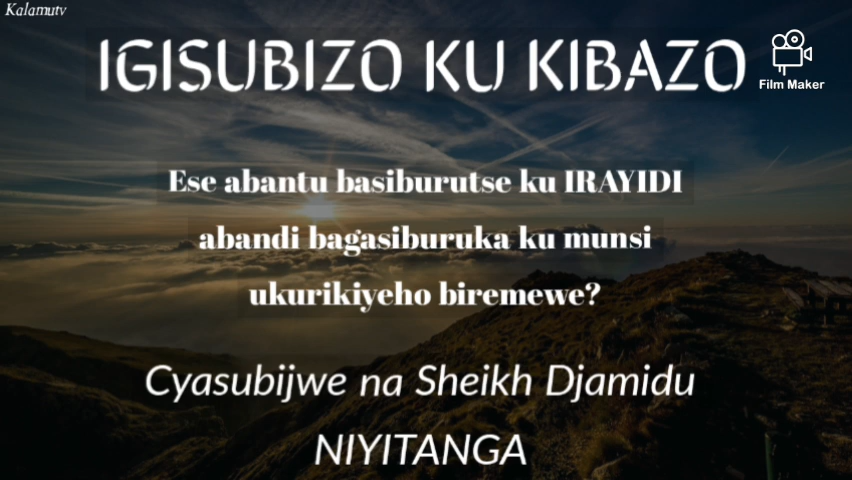 Kalamutv
IGISUBIZO KU KIBAZO
Film Maker
Ese abantu basiburutse ku IRAYIDI
abandi bagasiburuka ku munsi
ukurikiyeho biremewe?
Cyasubijwe na Sheikh Djamidu
NIYITANGA